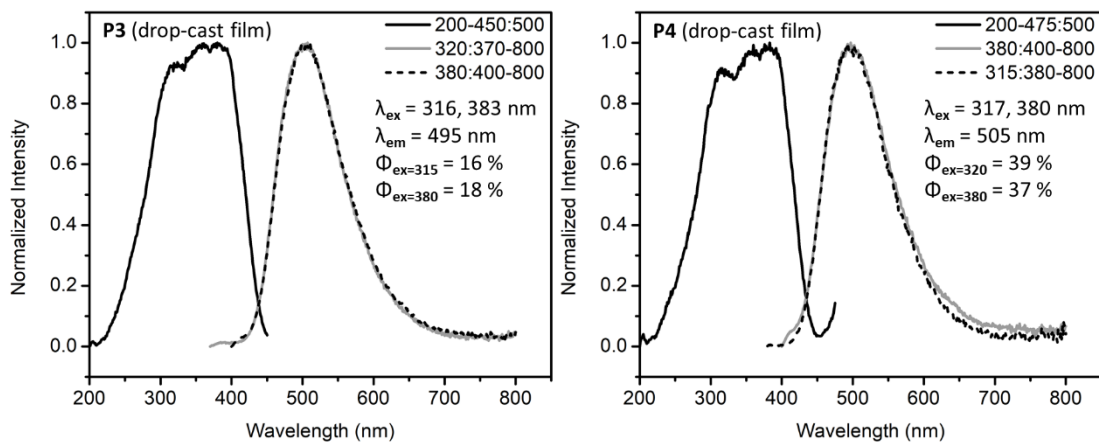 P3 (drop-cast film)
200-450:500
320:370-800
380:400-800
λex = 316, 383 nm
λem = 495 nm
Φex=315 = 16 %
Φex=380 = 18 %
Normalized Intensity
1.0
0.8
0.6
0.4
0.2
0.0
200 300 400 500 600 700 800
Wavelength (nm)
P4 (drop-cast film)
200-475:500
380:400-800
315:380-800
λex = 317, 380 nm
λem = 505 nm
Φex=320 = 39 %
Φex=380 = 37 %
Normalized Intensity
1.0
0.8
0.6
0.4
0.2
0.0
200 300 400 500 600 700 800
Wavelength (nm)